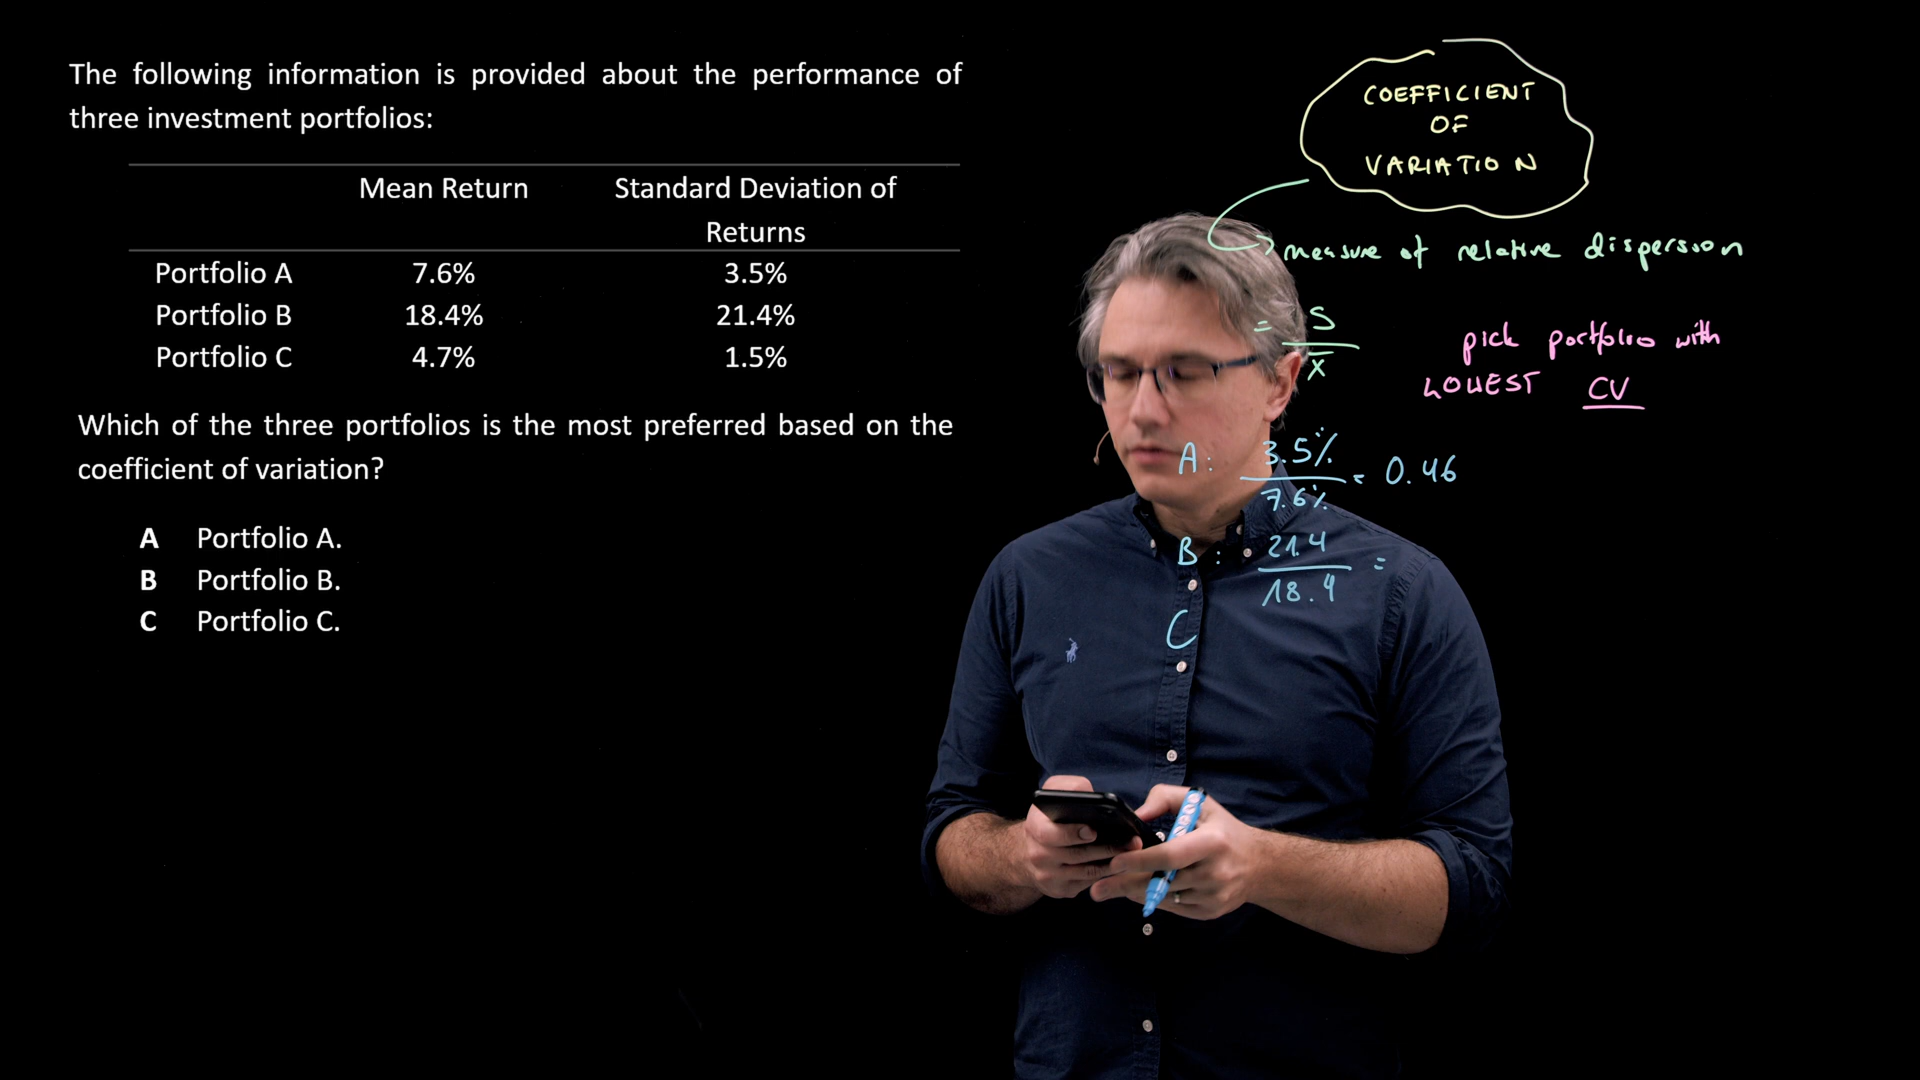 The following information is provided about the performance of
three investment portfolios:
Mean Return Standard Deviation of
Returns
Portfolio A 7.6% 3.5%
Portfolio B 18.4% 21.4%
Portfolio C 4.7% 1.5%
Which of the three portfolios is the most preferred based on the
coefficient of variation?
A Portfolio A.
B Portfolio B.
C Portfolio C.
COEFFICIENT
OF
VARIATION
measure of relative dispersion
= S
x̄
pick portfolio with
LOWEST CV
A: 3.5% = 0.46
7.6%
B: 21.4 =
18.4
C